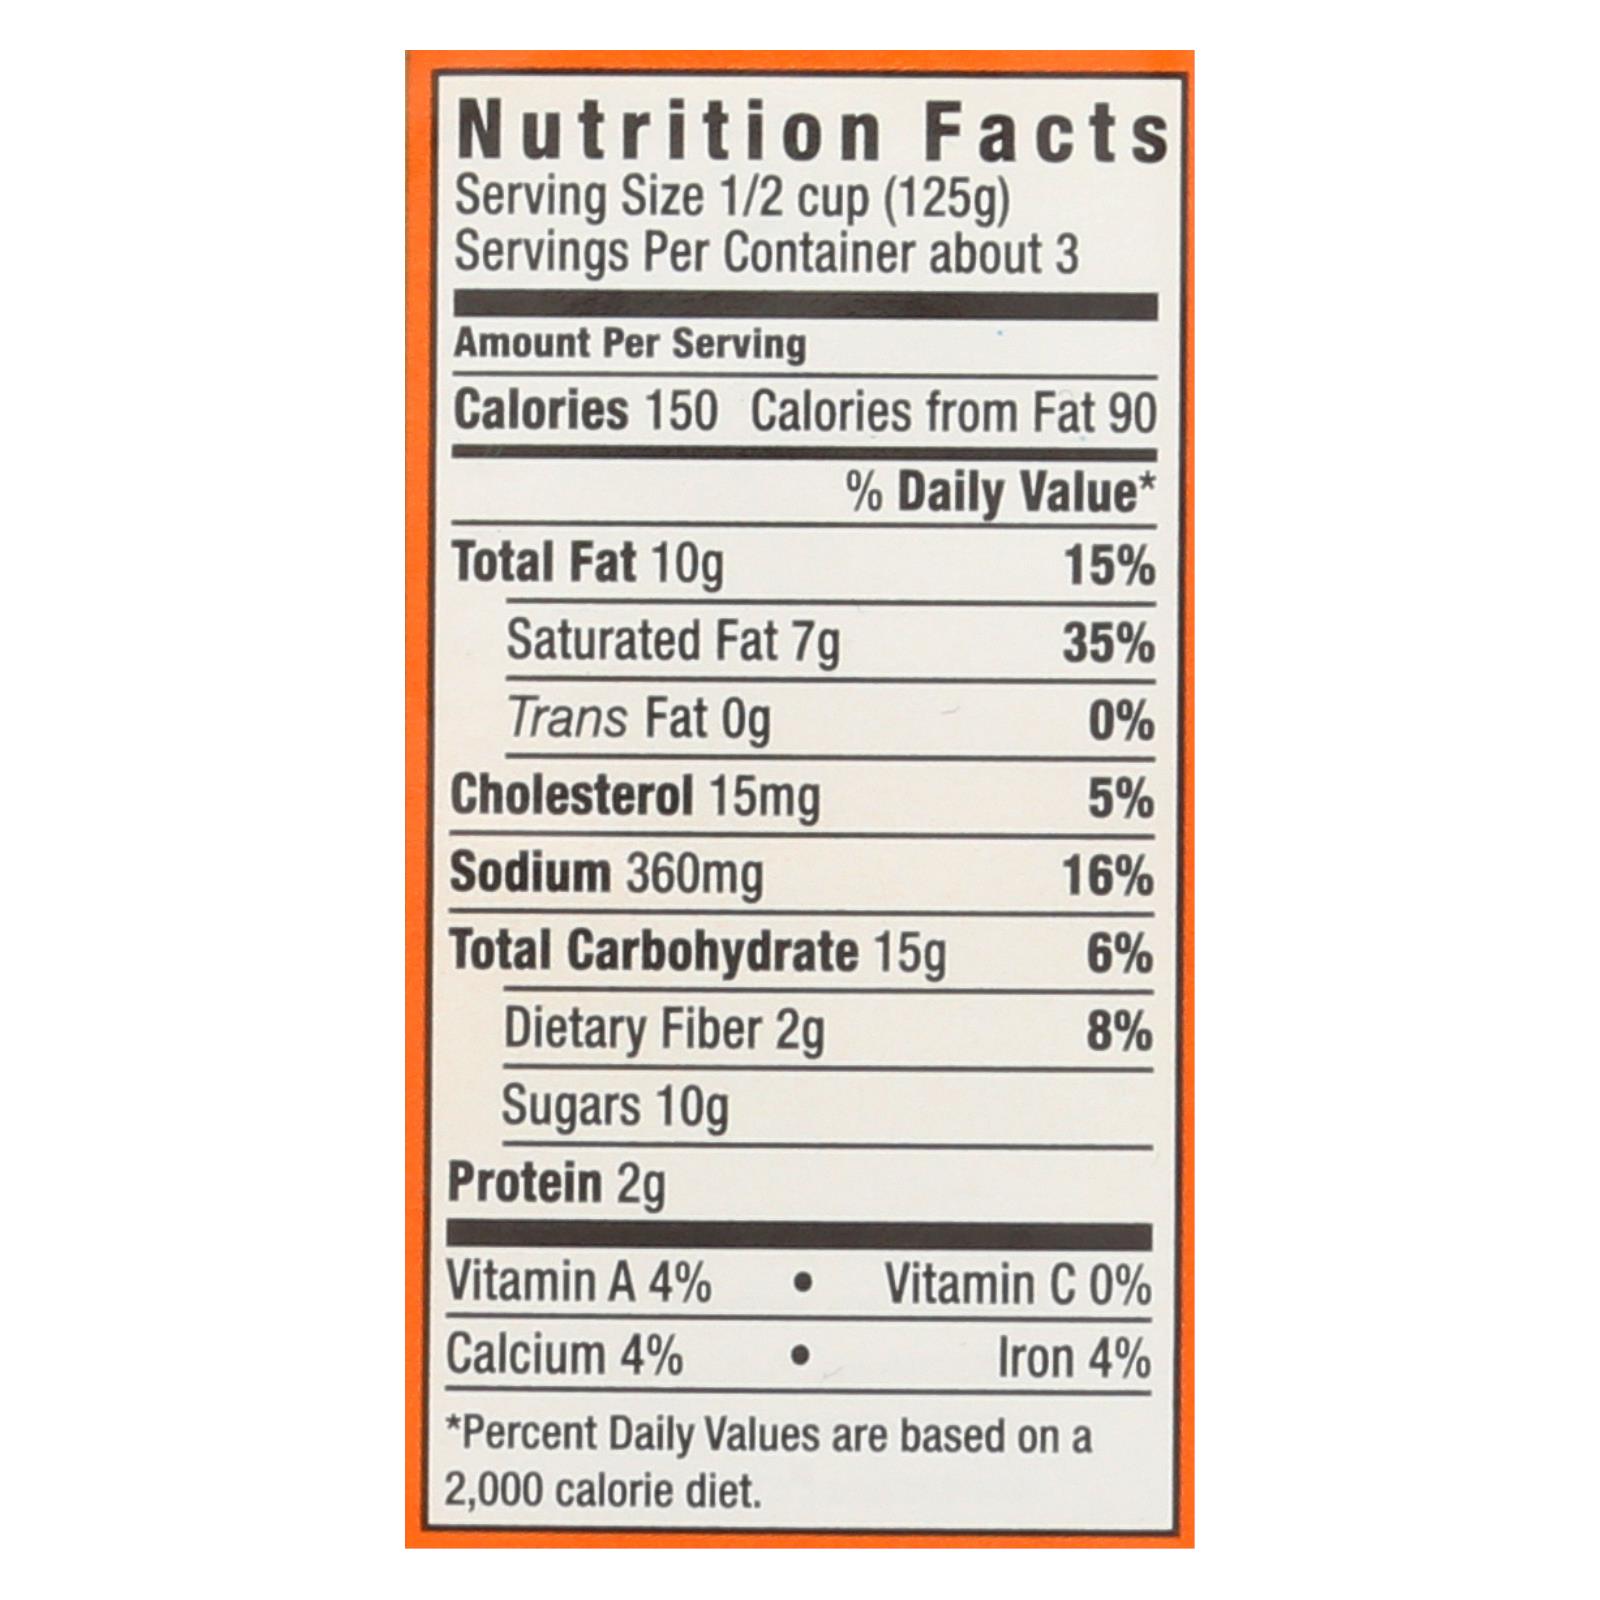 Nutrition Facts
Serving Size 1/2 cup (125g)
Servings Per Container about 3
Amount Per Serving
Calories 150 Calories from Fat 90
% Daily Value*
Total Fat 10g 15%
Saturated Fat 7g 35%
Trans Fat 0g 0%
Cholesterol 15mg 5%
Sodium 360mg 16%
Total Carbohydrate 15g 6%
Dietary Fiber 2g 8%
Sugars 10g
Protein 2g
Vitamin A 4% • Vitamin C 0%
Calcium 4% • Iron 4%
*Percent Daily Values are based on a
2,000 calorie diet.